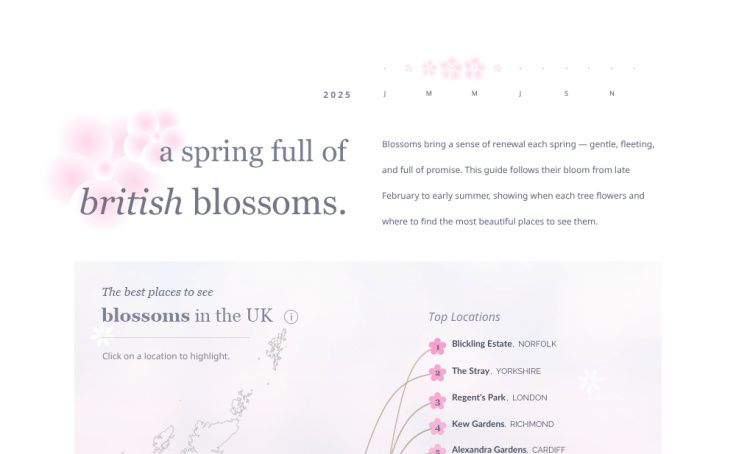 2025
J M M J S N
a spring full of
british blossoms.
Blossoms bring a sense of renewal each spring — gentle, fleeting,
and full of promise. This guide follows their bloom from late
February to early summer, showing when each tree flowers and
where to find the most beautiful places to see them.
The best places to see
blossoms in the UK i
Click on a location to highlight.
Top Locations
1 Blickling Estate, NORFOLK
2 The Stray, YORKSHIRE
3 Regent's Park, LONDON
4 Kew Gardens, RICHMOND
5 Alexandra Gardens, CARDIFF